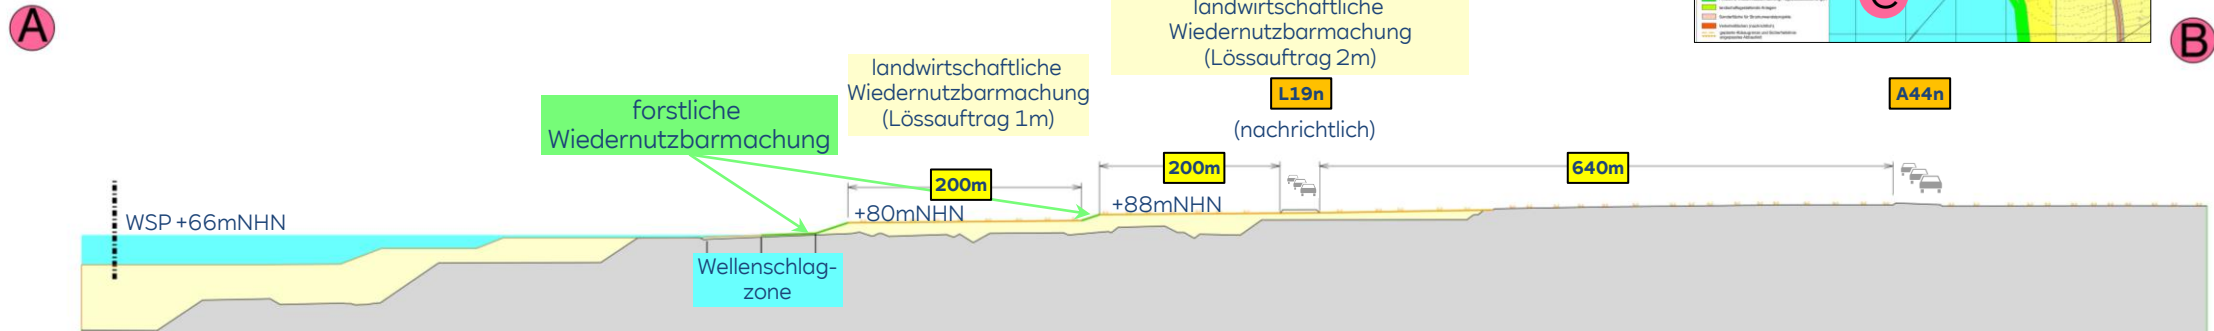 A
landwirtschaftliche
Wiedernutzbarmachung
(Lössauftrag 2m)
C
B
landwirtschaftliche
Wiedernutzbarmachung
(Lössauftrag 1m)
L19n
A44n
forstliche
Wiedernutzbarmachung
(nachrichtlich)
200m
200m
640m
WSP +66mNHN
+80mNHN
+88mNHN
Wellenschlag-
zone